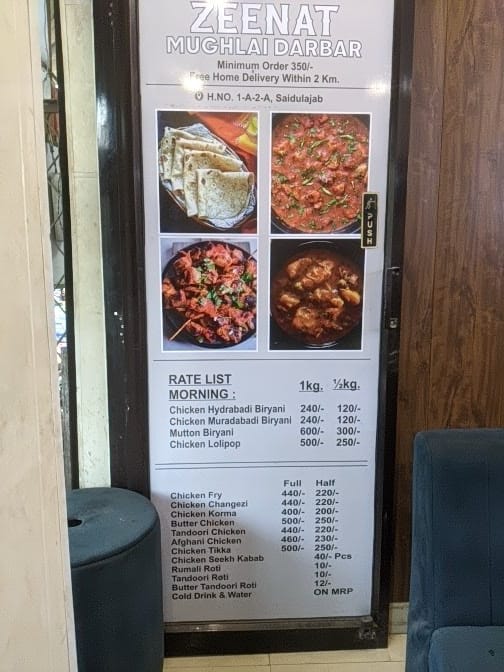 ZEENAT
MUGHLAI DARBAR
Minimum Order 350/-
Free Home Delivery Within 2 Km.
H.NO. 1-A-2-A, Saidulajab
PUSH
RATE LIST
MORNING : 1kg. ½kg.
Chicken Hydrabadi Biryani 240/- 120/-
Chicken Muradabadi Biryani 240/- 120/-
Mutton Biryani 600/- 300/-
Chicken Lolipop 500/- 250/-
Full Half
Chicken Fry 440/- 220/-
Chicken Changezi 440/- 220/-
Chicken Korma 400/- 200/-
Butter Chicken 500/- 250/-
Tandoori Chicken 440/- 220/-
Afghani Chicken 460/- 230/-
Chicken Tikka 500/- 250/-
Chicken Seekh Kabab 40/- Pcs
Rumali Roti 10/-
Tandoori Roti 10/-
Butter Tandoori Roti 12/-
Cold Drink & Water ON MRP